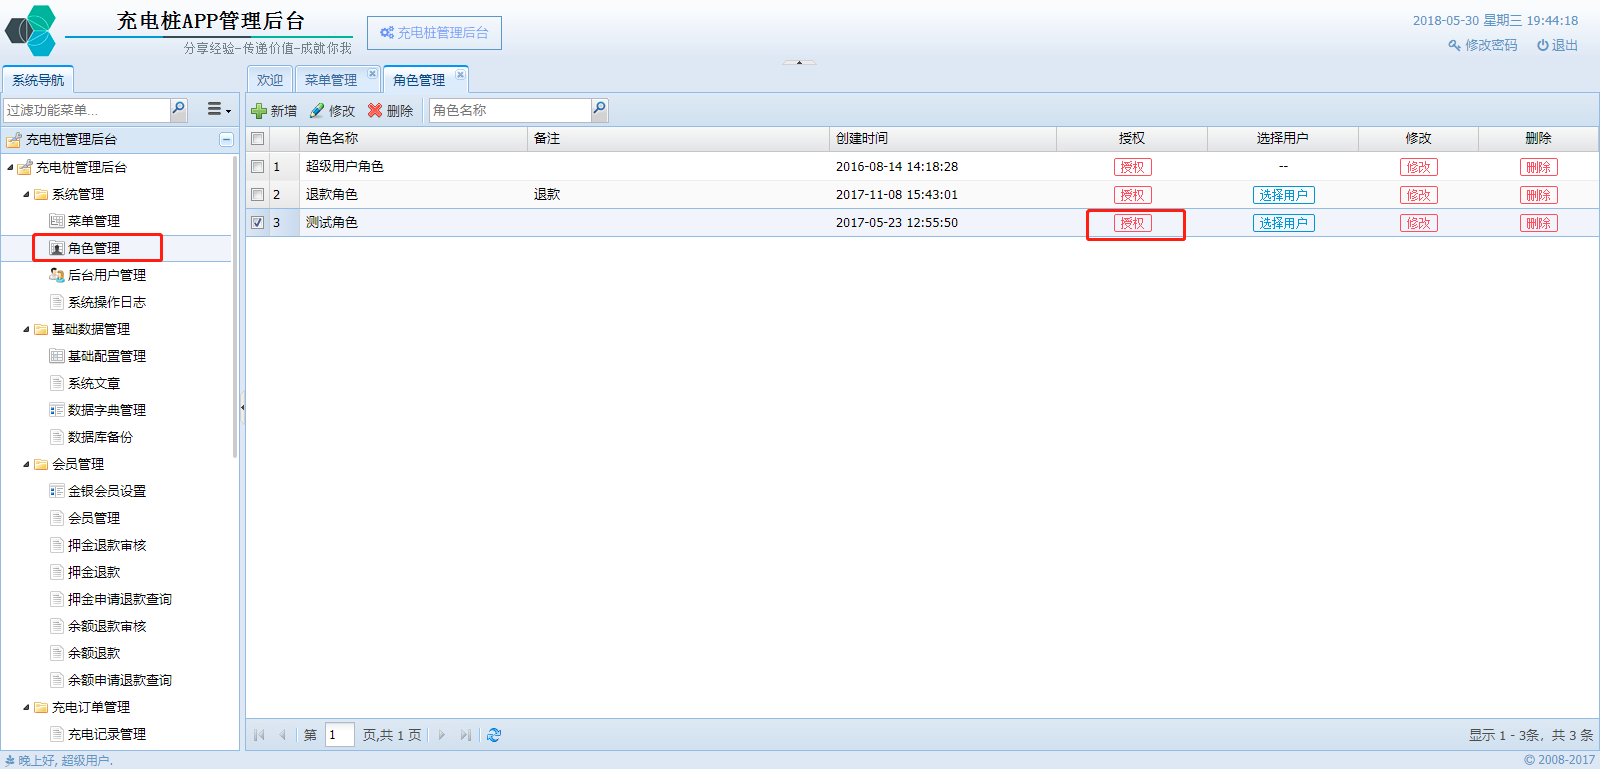 充电桩APP管理后台
分享经验-传递价值-成就你我
充电桩管理后台
2018-05-30 星期三 19:44:18
修改密码 退出
系统导航
欢迎 菜单管理 角色管理
过滤功能菜单...
新增 修改 删除 角色名称
充电桩管理后台
角色名称 备注 创建时间 授权 选择用户 修改 删除
1 超级用户角色 2016-08-14 14:18:28 授权 -- 修改 删除
2 退款角色 退款 2017-11-08 15:43:01 授权 选择用户 修改 删除
3 测试角色 2017-05-23 12:55:50 授权 选择用户 修改 删除
充电桩管理后台
系统管理
菜单管理
角色管理
后台用户管理
系统操作日志
基础数据管理
基础配置管理
系统文章
数据字典管理
数据库备份
会员管理
金银会员设置
会员管理
押金退款审核
押金退款
押金申请退款查询
余额退款审核
余额退款
余额申请退款查询
充电订单管理
充电记录管理
第 1 页,共 1 页
显示 1 - 3条，共 3 条
晚上好, 超级用户.
© 2008-2017